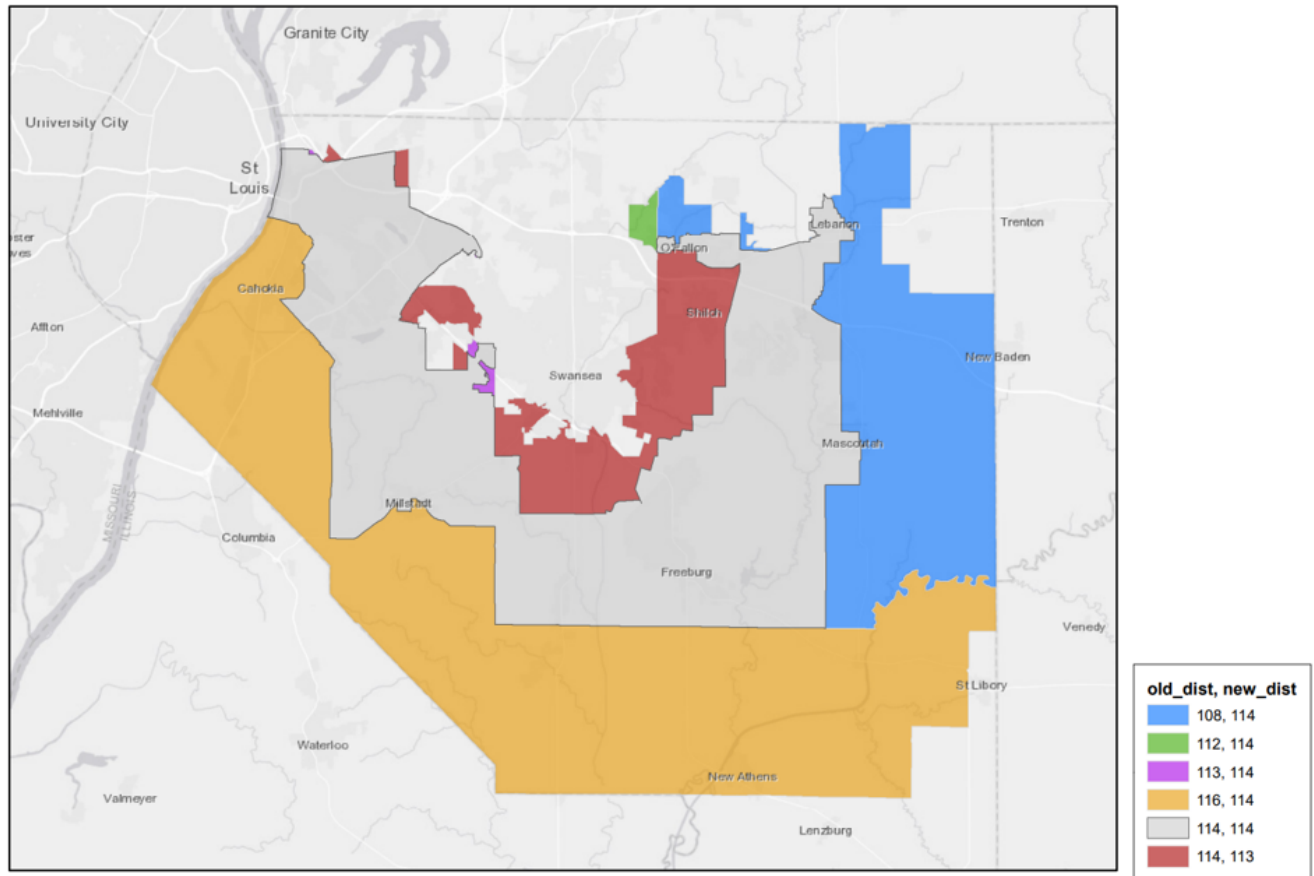 Granite City
University City
St
Louis
Trenton
Lebanon
O'Fallon
Cahokia
Shiloh
Affton
New Baden
Swansea
Mehlville
Mascoutah
Millstadt
MISSOURI
ILLINOIS
Columbia
Freeburg
Venedy
St Libory
Waterloo
New Athens
Valmeyer
Lenzburg
old_dist, new_dist
108, 114
112, 114
113, 114
116, 114
114, 114
114, 113